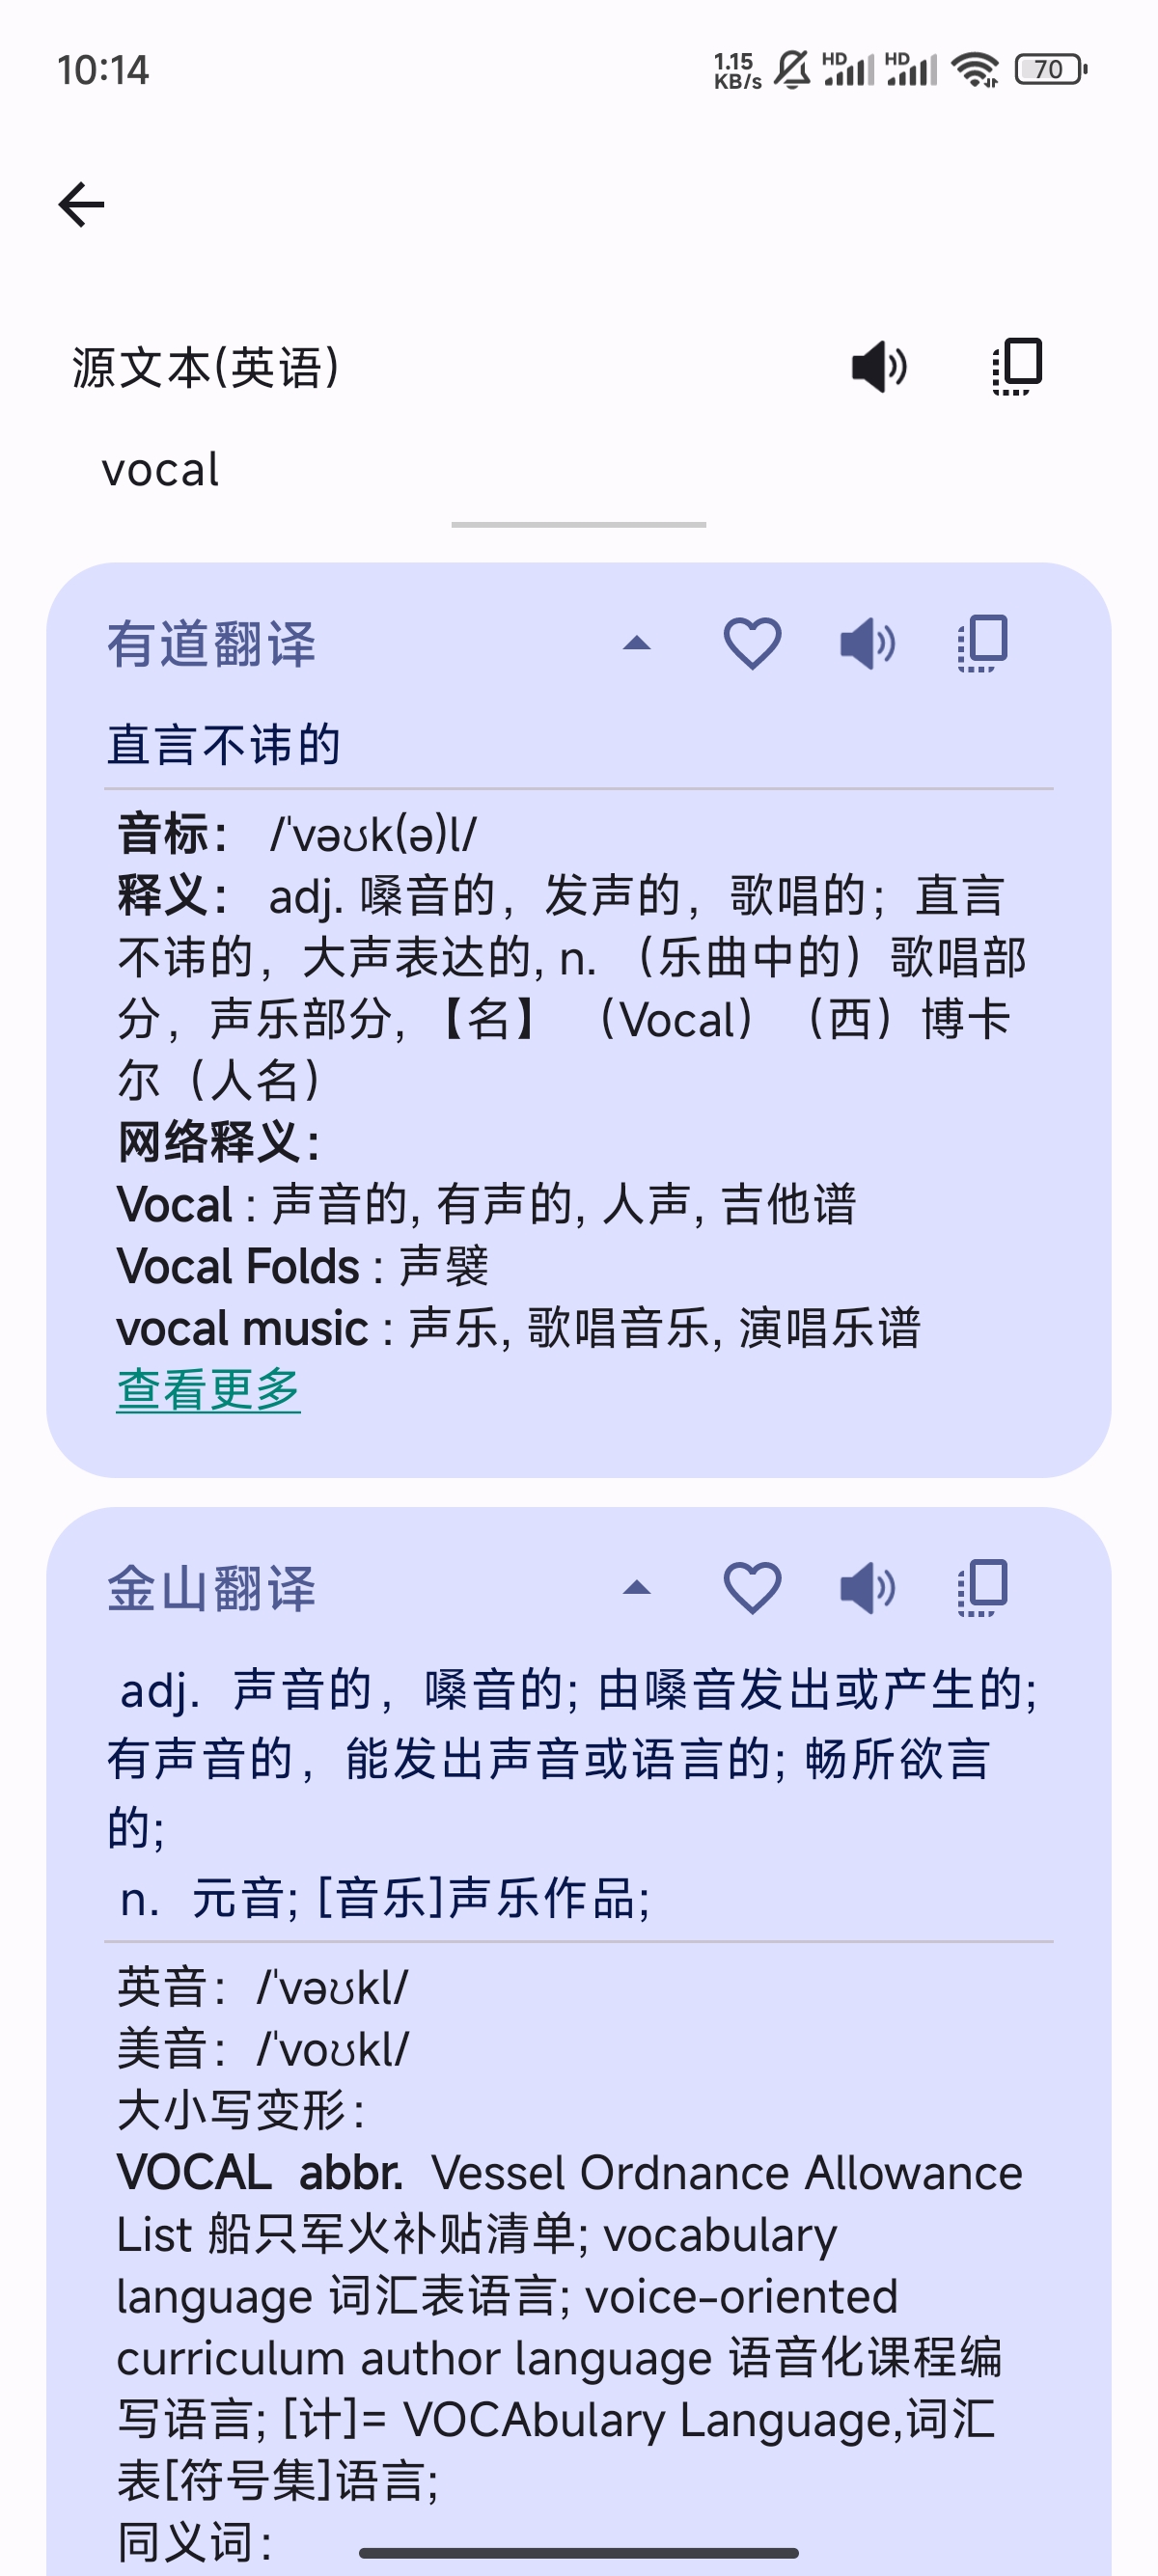 10:14
1.15 KB/s HD HD 70
源文本(英语)
vocal
有道翻译
直言不讳的
音标： /ˈvəʊk(ə)l/
释义： adj. 嗓音的，发声的，歌唱的；直言
不讳的，大声表达的, n. （乐曲中的）歌唱部
分，声乐部分, 【名】 （Vocal） （西）博卡
尔（人名）
网络释义：
Vocal : 声音的, 有声的, 人声, 吉他谱
Vocal Folds : 声襞
vocal music : 声乐, 歌唱音乐, 演唱乐谱
查看更多
金山翻译
adj. 声音的，嗓音的; 由嗓音发出或产生的;
有声音的，能发出声音或语言的; 畅所欲言
的;
n. 元音; [音乐]声乐作品;
英音：/ˈvəʊkl/
美音：/ˈvoʊkl/
大小写变形：
VOCAL abbr. Vessel Ordnance Allowance
List 船只军火补贴清单; vocabulary
language 词汇表语言; voice-oriented
curriculum author language 语音化课程编
写语言; [计]= VOCAbulary Language,词汇
表[符号集]语言;
同义词：